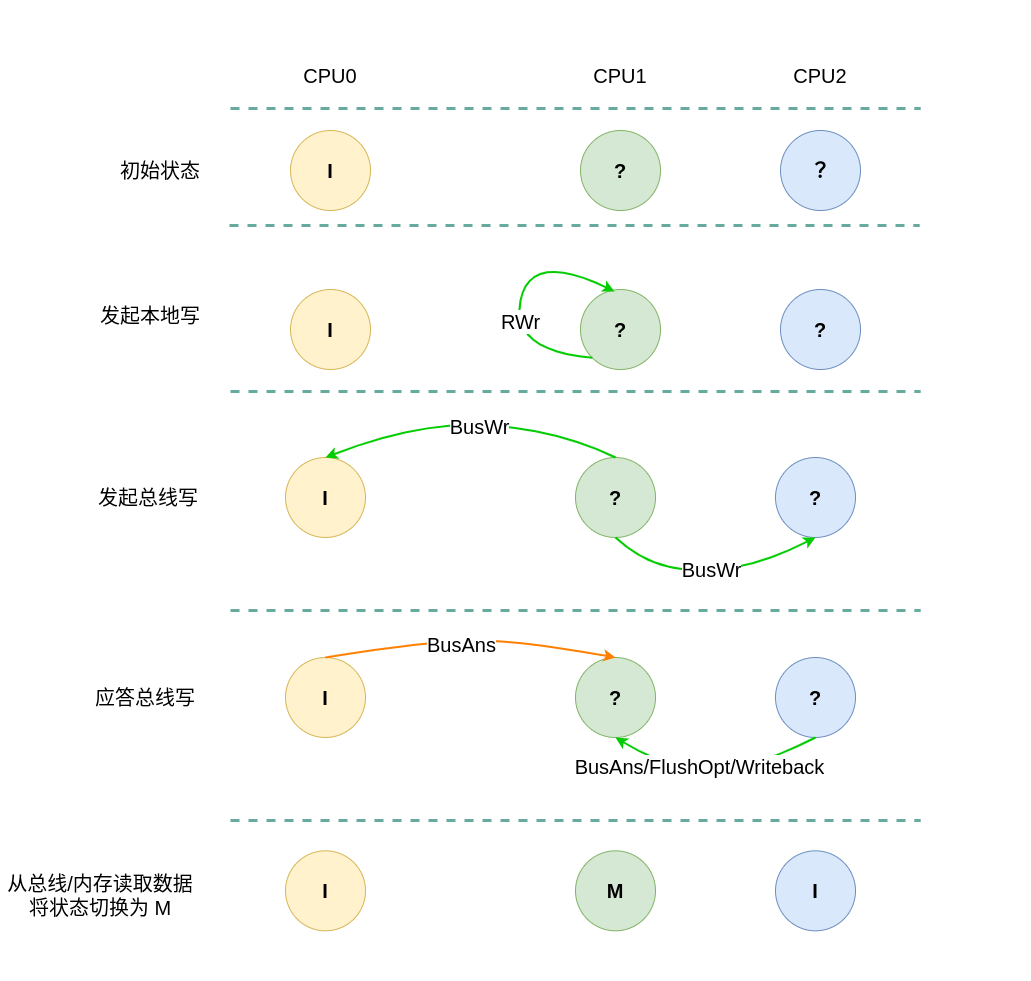 CPU0 CPU1 CPU2
初始状态 I ? ？
发起本地写 I RWr ? ?
BusWr
发起总线写 I ? ?
BusWr
BusAns
应答总线写 I ? ?
BusAns/FlushOpt/Writeback
从总线/内存读取数据
将状态切换为 M
I M I